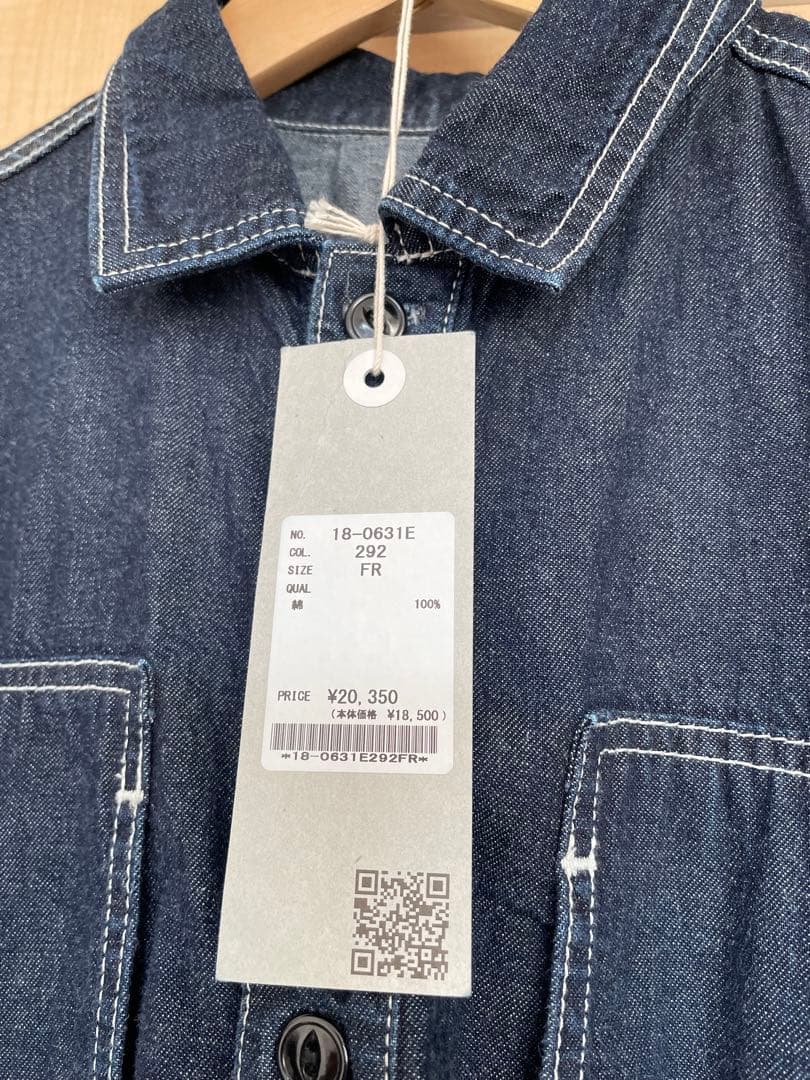 NO. 18-0631E
COL. 292
SIZE FR
QUAL
綿 100%
PRICE ¥20,350
(本体価格 ¥18,500)
*18-0631E292FR*